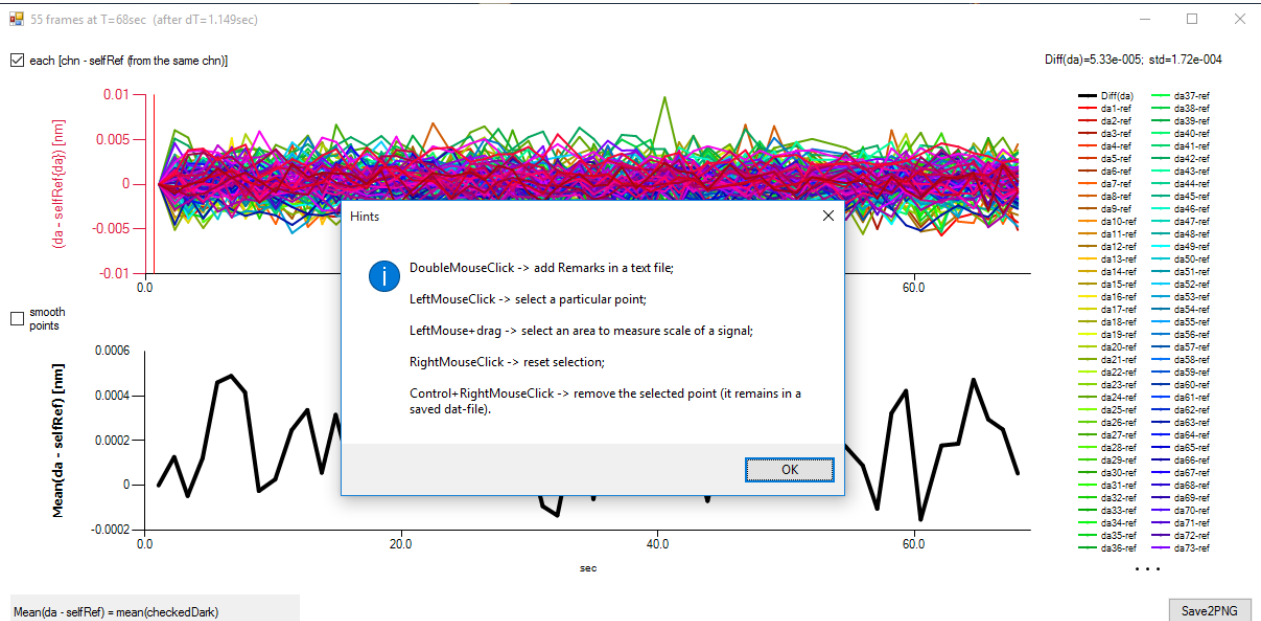 55 frames at T=68sec (after dT=1.149sec)
each [chn - selfRef (from the same chn)]
Diff(da)=5.33e-005; std=1.72e-004
0.01
0.005
0
-0.005
-0.01
(da - selfRef{da}) [nm]
0.0
60.0
Hints
DoubleMouseClick -> add Remarks in a text file;
LeftMouseClick -> select a particular point;
LeftMouse+drag -> select an area to measure scale of a signal;
RightMouseClick -> reset selection;
Control+RightMouseClick -> remove the selected point (it remains in a
saved dat-file).
OK
smooth
points
0.0006
0.0004
0.0002
0
-0.0002
Mean(da - selfRef) [nm]
0.0
20.0
40.0
60.0
sec
Diff(da)
da1-ref
da2-ref
da3-ref
da4-ref
da5-ref
da6-ref
da7-ref
da8-ref
da9-ref
da10-ref
da11-ref
da12-ref
da13-ref
da14-ref
da15-ref
da16-ref
da17-ref
da18-ref
da19-ref
da20-ref
da21-ref
da22-ref
da23-ref
da24-ref
da25-ref
da26-ref
da27-ref
da28-ref
da29-ref
da30-ref
da31-ref
da32-ref
da33-ref
da34-ref
da35-ref
da36-ref
da37-ref
da38-ref
da39-ref
da40-ref
da41-ref
da42-ref
da43-ref
da44-ref
da45-ref
da46-ref
da47-ref
da48-ref
da49-ref
da50-ref
da51-ref
da52-ref
da53-ref
da54-ref
da55-ref
da56-ref
da57-ref
da58-ref
da59-ref
da60-ref
da61-ref
da62-ref
da63-ref
da64-ref
da65-ref
da66-ref
da67-ref
da68-ref
da69-ref
da70-ref
da71-ref
da72-ref
da73-ref
...
Mean(da - selfRef) = mean(checkedDark)
Save2PNG